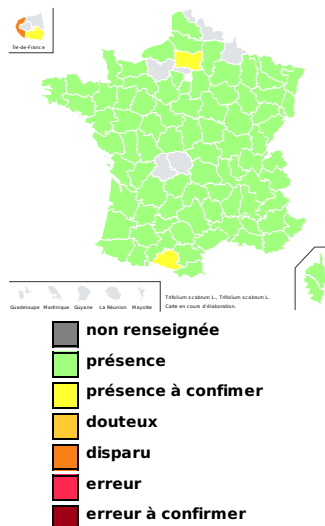 Île-de-France
Trifolium scabrum L., Trifolium scabrum L.
Carte en cours d'élaboration.
Guadeloupe Martinique Guyane La Réunion Mayotte
non renseignée
présence
présence à confimer
douteux
disparu
erreur
erreur à confirmer